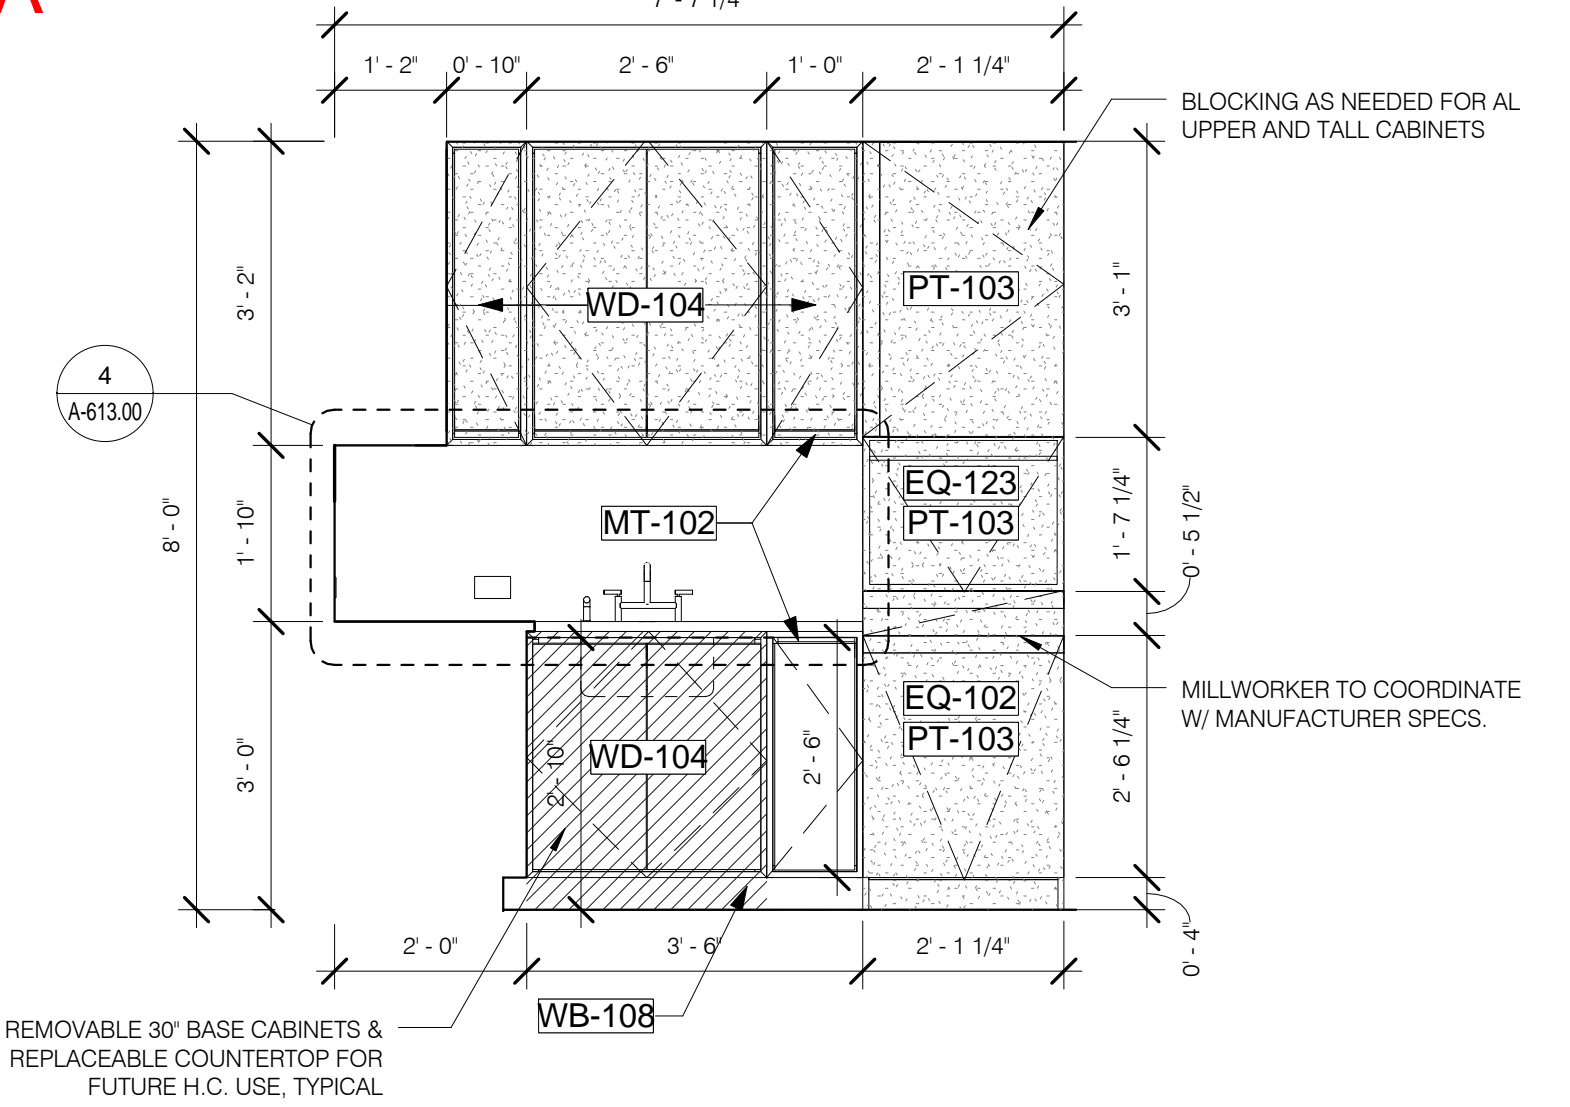 A
7' - 7 1/4"
1' - 2" 0' - 10" 2' - 6" 1' - 0" 2' - 1 1/4"
BLOCKING AS NEEDED FOR AL
UPPER AND TALL CABINETS
3' - 2"
WD-104
PT-103
3' - 1"
4
A-613.00
8' - 0"
1' - 10"
MT-102
EQ-123
PT-103
1' - 7 1/4"
0' - 5 1/2"
3' - 0"
2' - 10"
WD-104
2' - 6"
EQ-102
PT-103
2' - 6 1/4"
MILLWORKER TO COORDINATE
W/ MANUFACTURER SPECS.
2' - 0" 3' - 6" 2' - 1 1/4"
0' - 4"
WB-108
REMOVABLE 30" BASE CABINETS &
REPLACEABLE COUNTERTOP FOR
FUTURE H.C. USE, TYPICAL